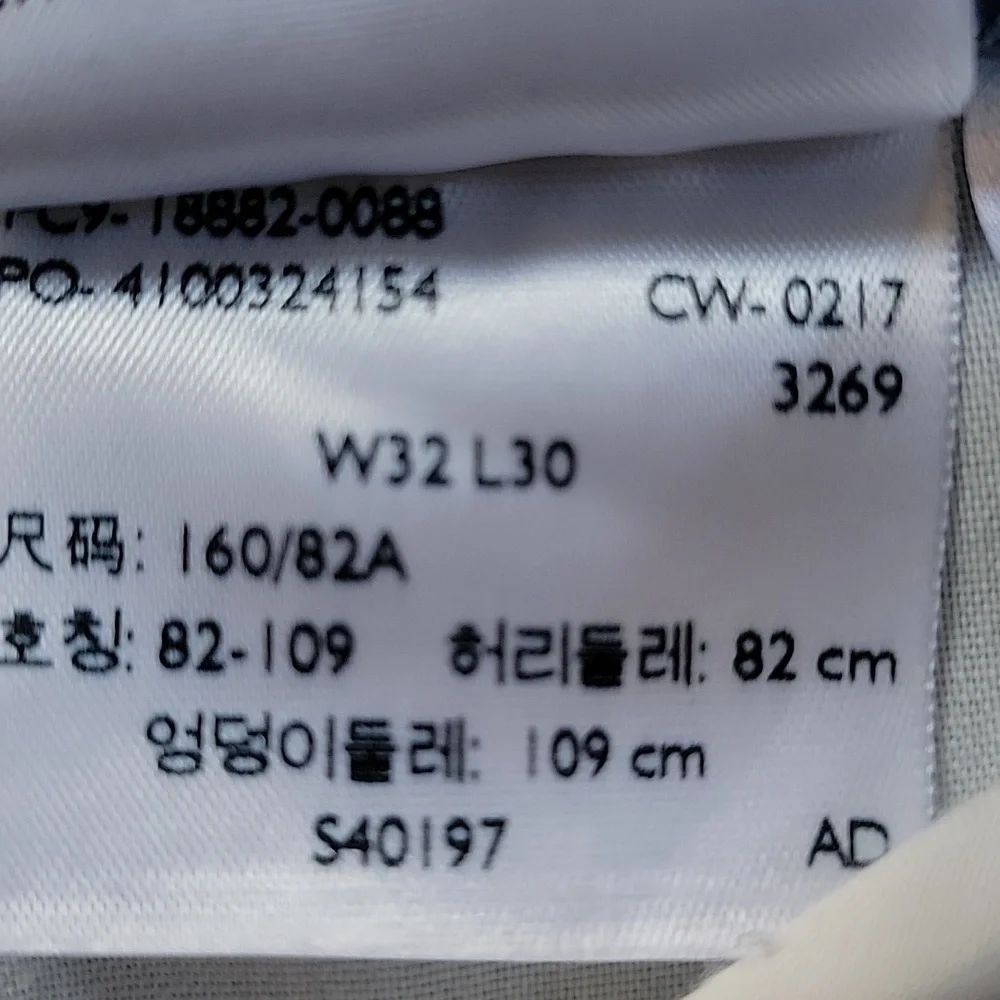 PC9-18882-0088
PO-4100324154 CW-0217
3269
W32 L30
尺码: 160/82A
호칭: 82-109 허리둘레: 82 cm
엉덩이둘레: 109 cm
S40197 AD